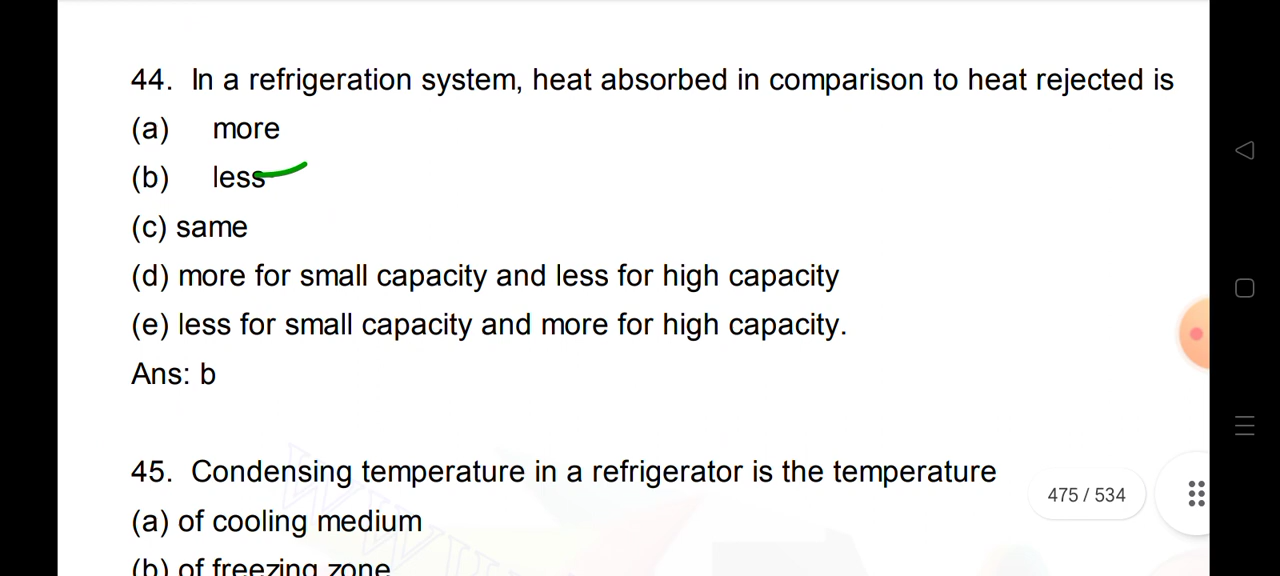 44. In a refrigeration system, heat absorbed in comparison to heat rejected is
(a) more
(b) less
(c) same
(d) more for small capacity and less for high capacity
(e) less for small capacity and more for high capacity.
Ans: b
45. Condensing temperature in a refrigerator is the temperature
475 / 534
(a) of cooling medium
(b) of freezing zone